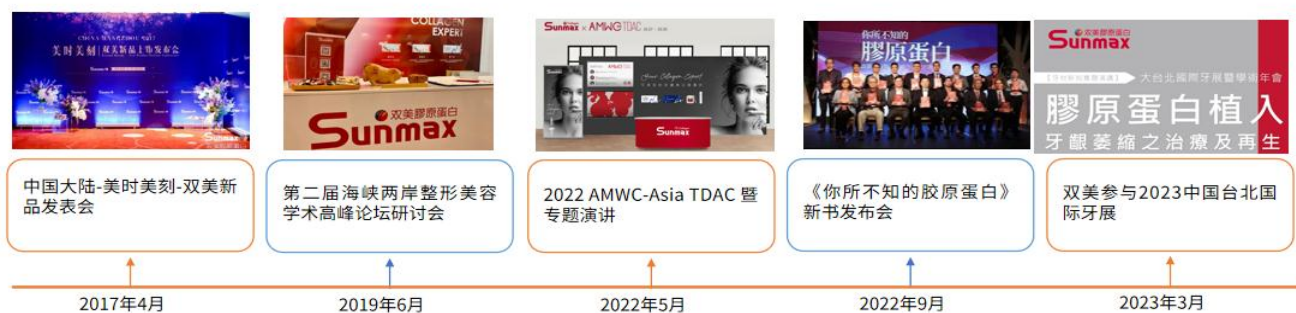 美时美刻 双美新品上市发布会
COLLAGEN
EXPERT
双美膠原蛋白
Sunmax
Sunmax × AMWC TDAC
Your Collagen Expert
Sunmax
你所不知的
膠原蛋白
双美膠原蛋白
Sunmax
大台北國際牙展暨學術年會
膠原蛋白植入
牙齦萎縮之治療及再生
中国大陆-美时美刻-双美新
品发表会
第二届海峡两岸整形美容
学术高峰论坛研讨会
2022 AMWC-Asia TDAC 暨
专题演讲
《你所不知的胶原蛋白》
新书发布会
双美参与2023中国台北国
际牙展
2017年4月
2019年6月
2022年5月
2022年9月
2023年3月